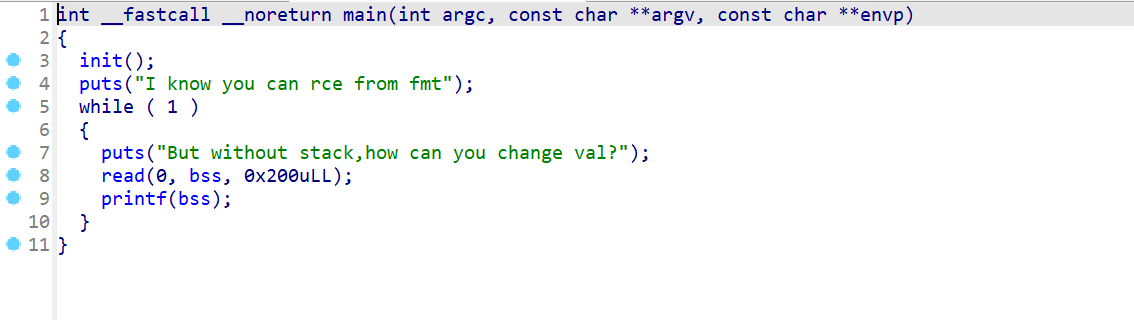 1 int __fastcall __noreturn main(int argc, const char **argv, const char **envp)
2 {
3   init();
4   puts("I know you can rce from fmt");
5   while ( 1 )
6   {
7     puts("But without stack,how can you change val?");
8     read(0, bss, 0x200uLL);
9     printf(bss);
10   }
11 }